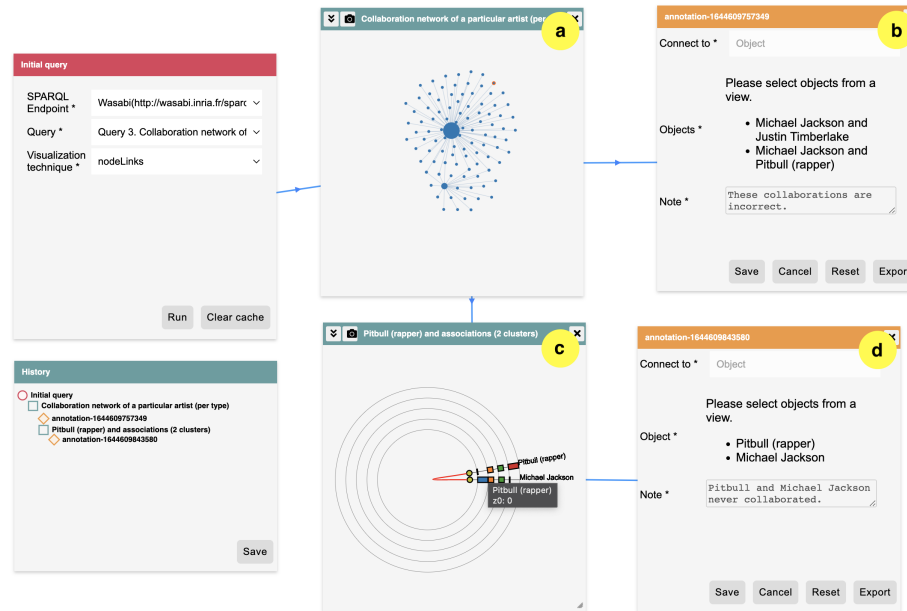 Initial query
SPARQL
Endpoint *
Wasabi(http://wasabi.inria.fr/sparc
Query *
Query 3. Collaboration network of
Visualization
technique *
nodeLinks
Run
Clear cache
History
Initial query
Collaboration network of a particular artist (per type)
annotation-1644609757349
Pitbull (rapper) and associations (2 clusters)
annotation-1644609843580
Save
Collaboration network of a particular artist (per
a
annotation-1644609757349
b
Connect to *
Object
Please select objects from a
view.
Objects *
• Michael Jackson and
Justin Timberlake
• Michael Jackson and
Pitbull (rapper)
Note *
These collaborations are
incorrect.
Save
Cancel
Reset
Expor
Pitbull (rapper) and associations (2 clusters)
c
Pitbull (rapper)
Michael Jackson
Pitbull (rapper)
z0: 0
annotation-1644609843580
d
Connect to *
Object
Please select objects from a
view.
Object *
• Pitbull (rapper)
• Michael Jackson
Note *
Pitbull and Michael Jackson
never collaborated.
Save
Cancel
Reset
Export